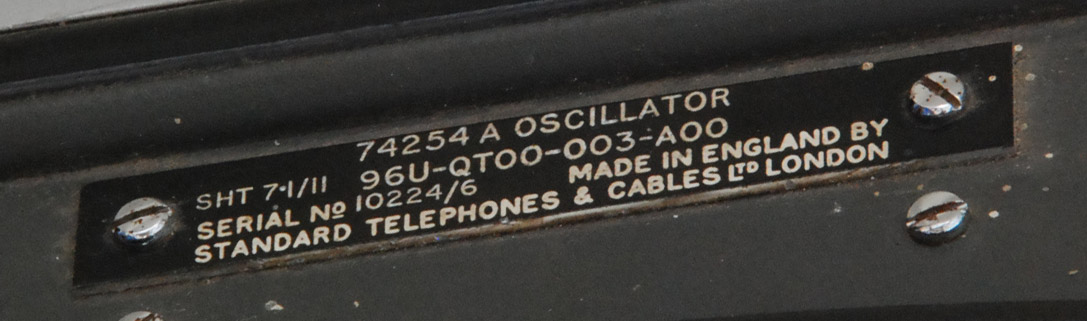 74254 A OSCILLATOR
SHT 7·1/11 96U-QT00-003-A00
SERIAL No 10224/6 MADE IN ENGLAND BY
STANDARD TELEPHONES & CABLES LTD LONDON